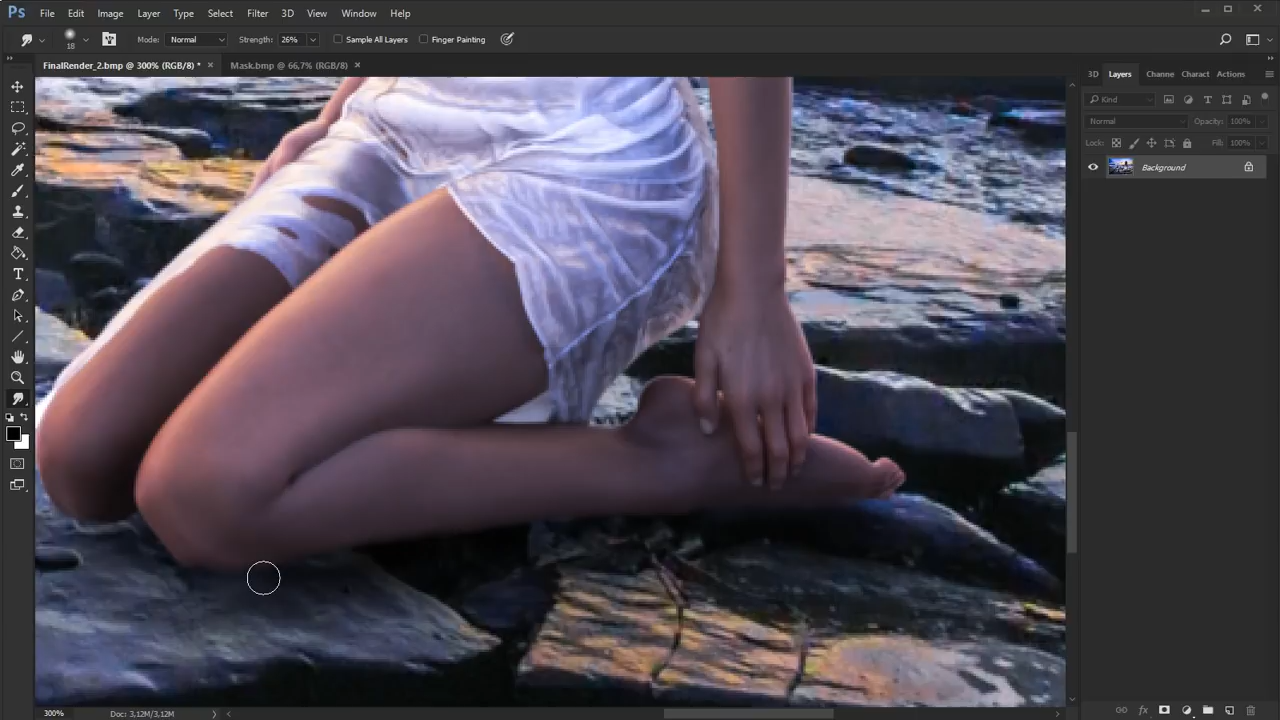 Ps File Edit Image Layer Type Select Filter 3D View Window Help
18 Mode: Normal Strength: 26% Sample All Layers Finger Painting
FinalRender_2.bmp @ 300% (RGB/8) * × Mask.bmp @ 66,7% (RGB/8) ×
3D Layers Channe Charact Actions
Kind
Normal Opacity: 100%
Lock: Fill: 100%
Background
300% Doc: 3,12M/3,12M